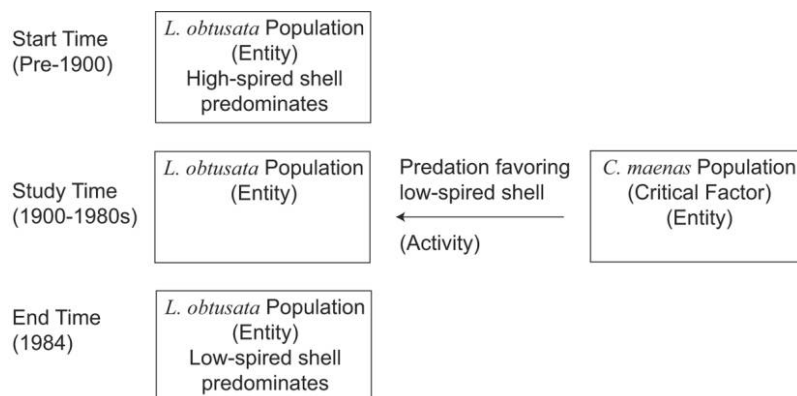 Start Time
(Pre-1900)
L. obtusata Population
(Entity)
High-spired shell
predominates
Study Time
(1900-1980s)
L. obtusata Population
(Entity)
Predation favoring
low-spired shell
(Activity)
C. maenas Population
(Critical Factor)
(Entity)
End Time
(1984)
L. obtusata Population
(Entity)
Low-spired shell
predominates